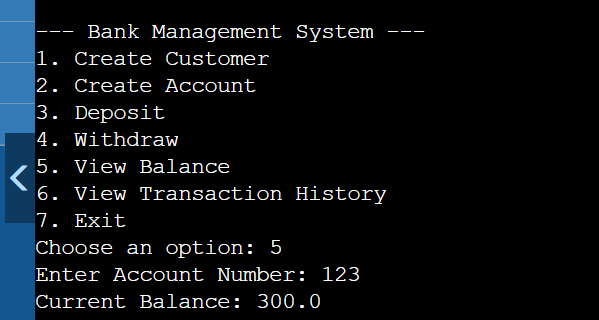 --- Bank Management System ---
1. Create Customer
2. Create Account
3. Deposit
4. Withdraw
5. View Balance
6. View Transaction History
7. Exit
Choose an option: 5
Enter Account Number: 123
Current Balance: 300.0